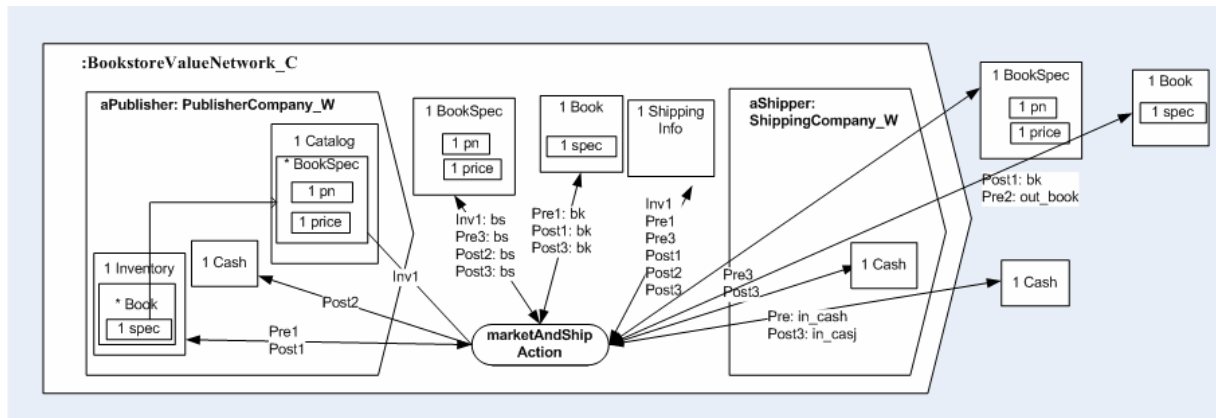 :BookstoreValueNetwork_C
aPublisher: PublisherCompany_W
1 Catalog
* BookSpec
1 pn
1 price
1 Inventory
* Book
1 spec
1 Cash
Inv1
Post2
Pre1
Post1
1 BookSpec
1 pn
1 price
Inv1: bs
Pre3: bs
Post2: bs
Post3: bs
1 Book
1 spec
Pre1: bk
Post1: bk
Post3: bk
1 Shipping
Info
Inv1
Pre1
Pre3
Post1
Post2
Post3
marketAndShip
Action
aShipper:
ShippingCompany_W
1 Cash
Pre3
Post3
Pre: in_cash
Post3: in_casj
1 BookSpec
1 pn
1 price
1 Book
1 spec
Post1: bk
Pre2: out_book
1 Cash